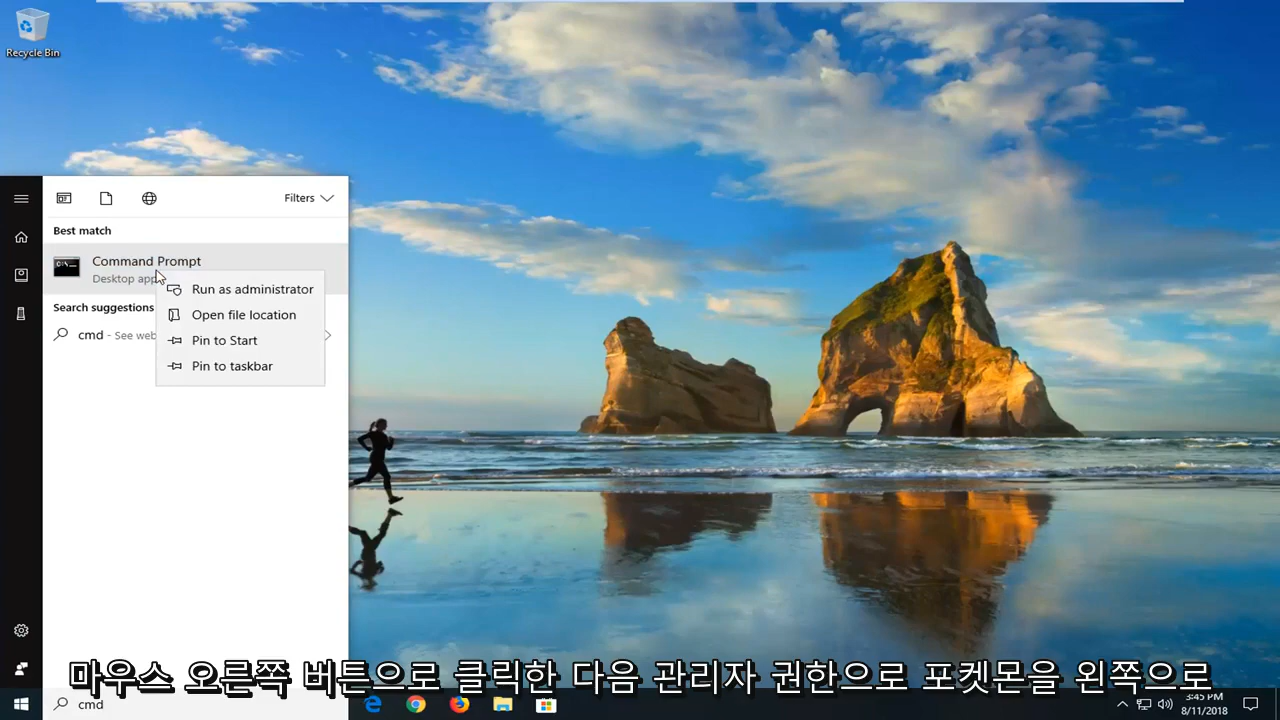 Recycle Bin
Filters
Best match
Command Prompt
Desktop app
Run as administrator
Search suggestions
Open file location
cmd - See web
Pin to Start
Pin to taskbar
마우스 오른쪽 버튼으로 클릭한 다음 관리자 권한으로 포켓몬을 왼쪽으로
cmd
3:45 PM
8/11/2018